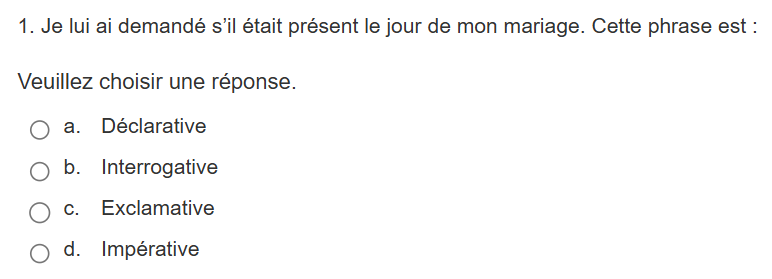 1. Je lui ai demandé s’il était présent le jour de mon mariage. Cette phrase est :
Veuillez choisir une réponse.
a. Déclarative
b. Interrogative
c. Exclamative
d. Impérative